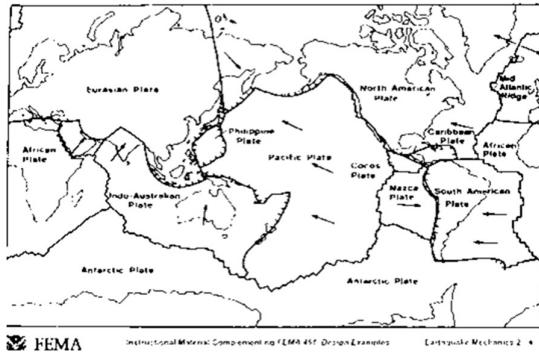 Eurasian Plate
North American
Plate
Mid
Atlantic
Ridge
African
Plate
Philippine
Plate
Pacific Plate
Cocos
Plate
Caribbean
Plate
African
Plate
Indo-Australian
Plate
Nazca
Plate
South American
Plate
Antarctic Plate
Antarctic Plate
FEMA
Instructional Material Complementing FEMA 451, Design Examples
Earthquake Mechanics 2